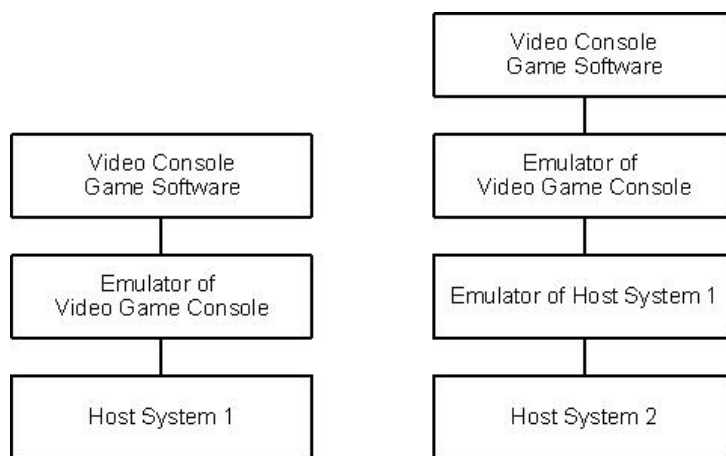 Video Console
Game Software
Emulator of
Video Game Console
Host System 1
Video Console
Game Software
Emulator of
Video Game Console
Emulator of Host System 1
Host System 2